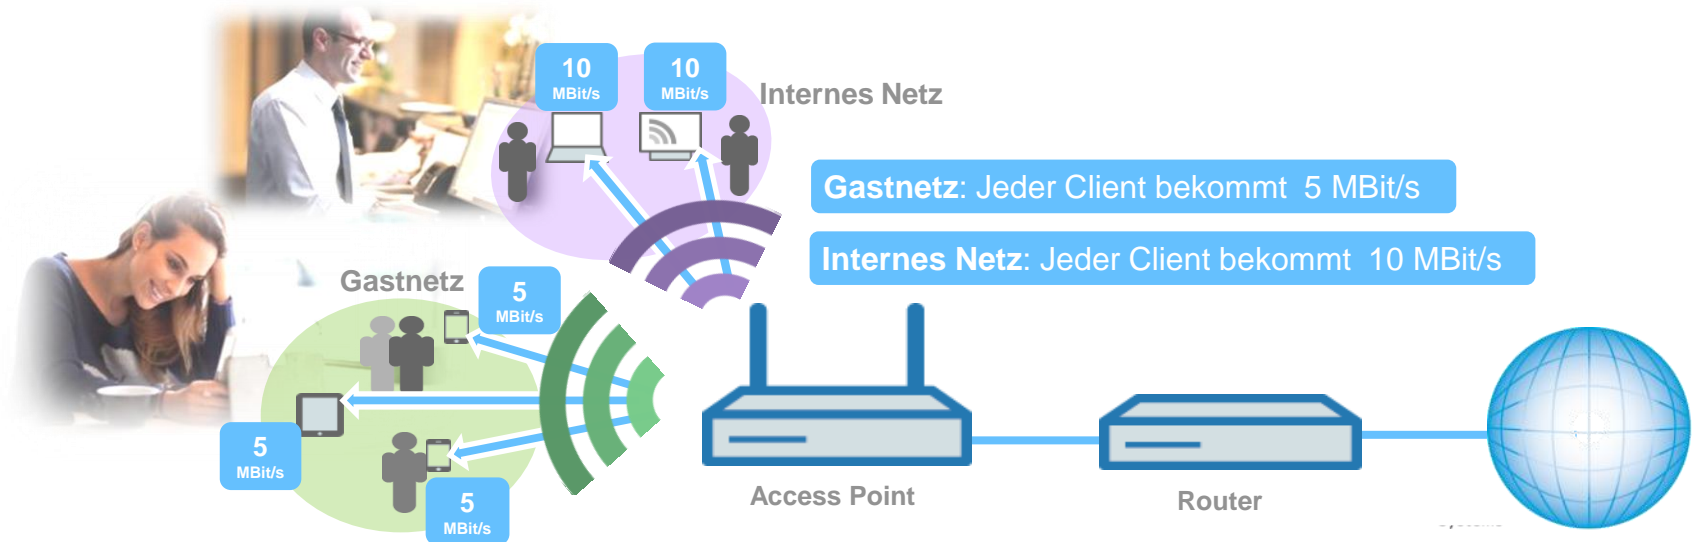 10
MBit/s
10
MBit/s
Internes Netz
Gastnetz: Jeder Client bekommt 5 MBit/s
Internes Netz: Jeder Client bekommt 10 MBit/s
Gastnetz
5
MBit/s
5
MBit/s
5
MBit/s
Access Point
Router